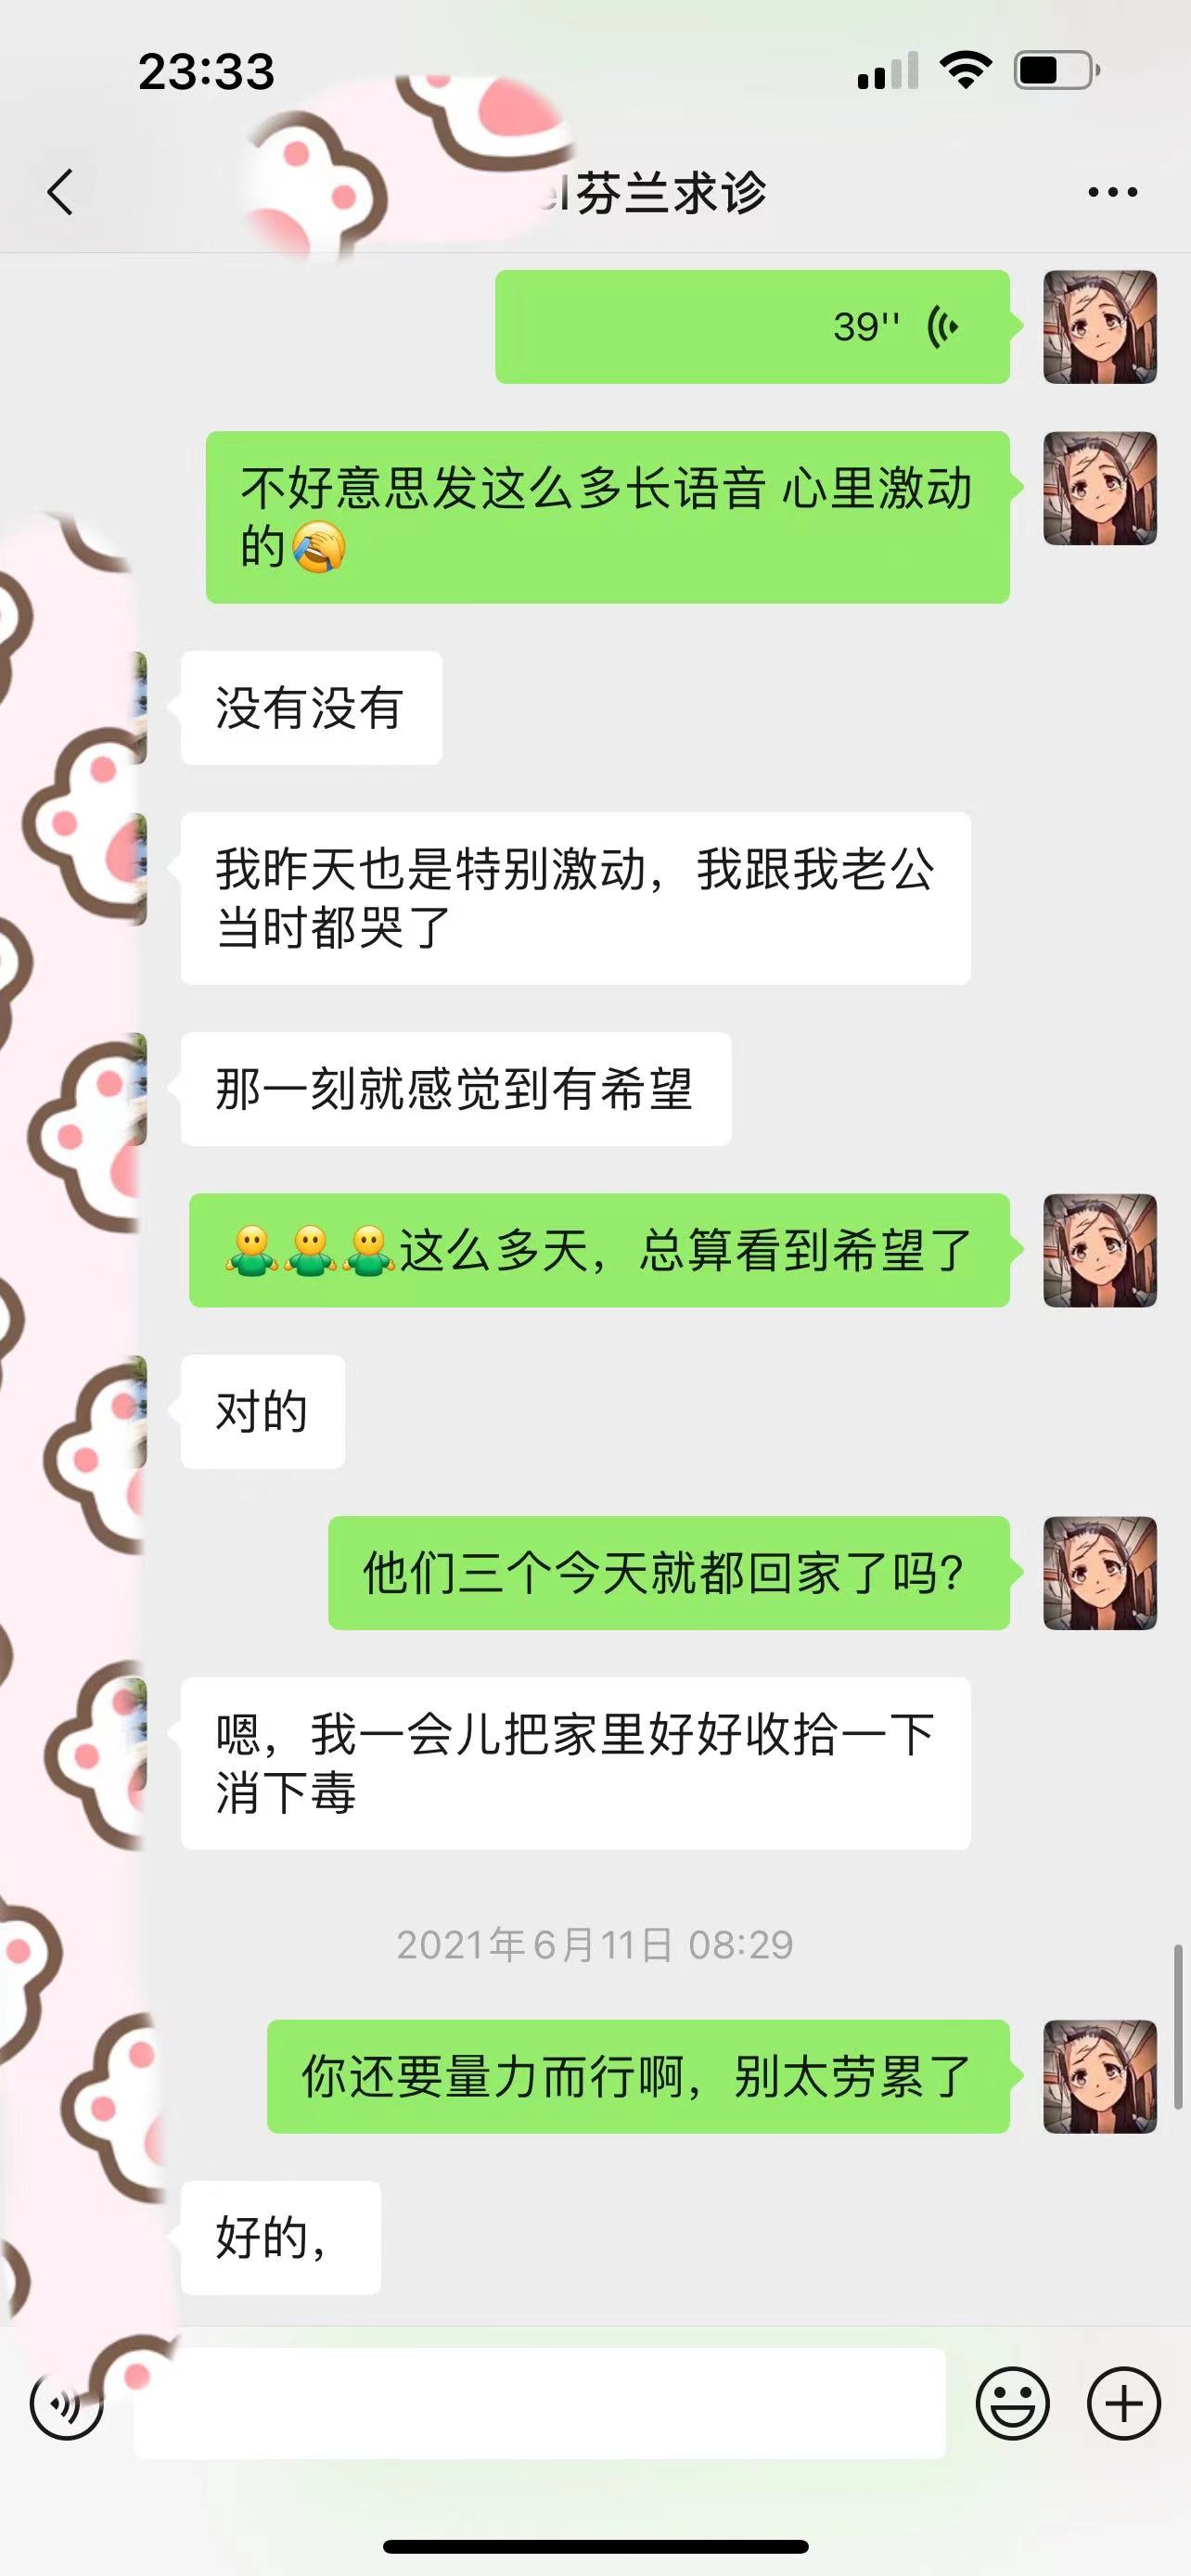 23:33
芬兰求诊
39''
不好意思发这么多长语音 心里激动
的🤦
没有没有
我昨天也是特别激动，我跟我老公
当时都哭了
那一刻就感觉到有希望
🤷🤷🤷这么多天，总算看到希望了
对的
他们三个今天就都回家了吗?
嗯，我一会儿把家里好好收拾一下
消下毒
2021年6月11日 08:29
你还要量力而行啊，别太劳累了
好的，